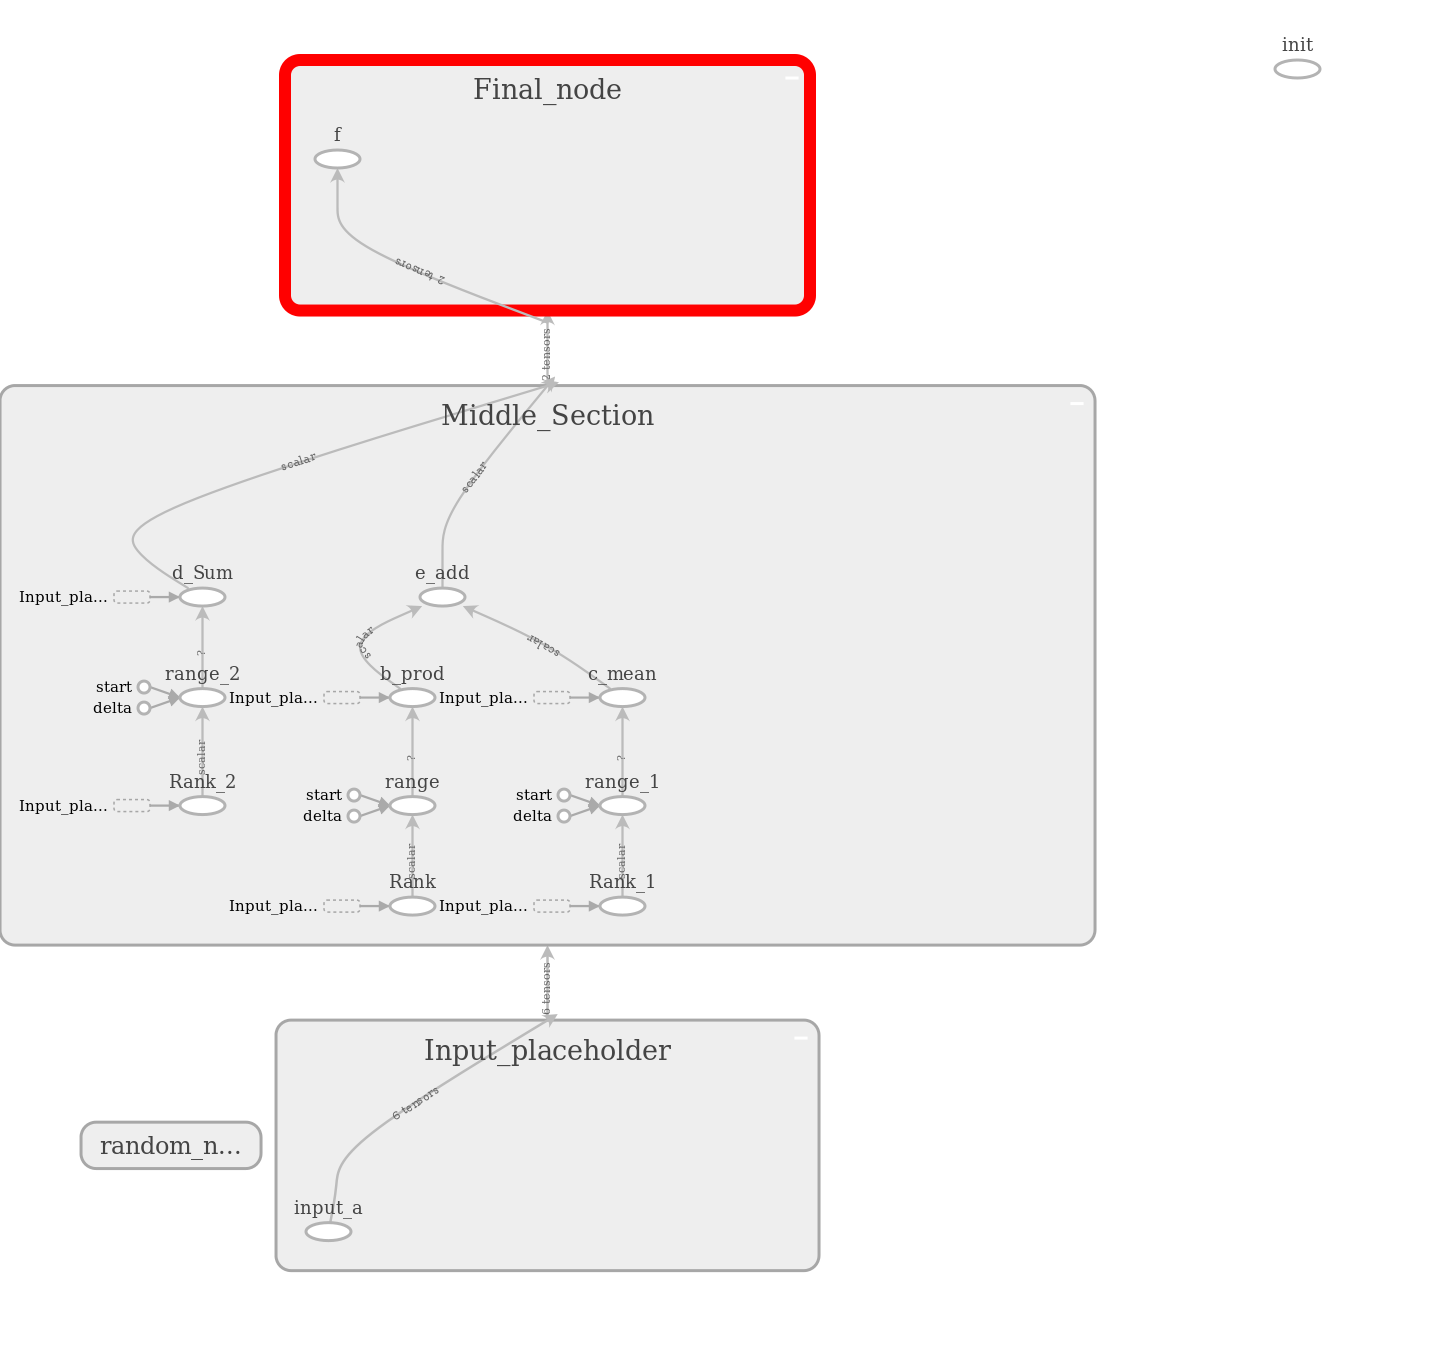 init
Final_node
f
2 tensors
2 tensors
Middle_Section
scalar
scalar
d_Sum
e_add
Input_pla...
scalar
scalar
?
range_2
b_prod
c_mean
start
delta
Input_pla...
Input_pla...
scalar
?
?
Rank_2
range
range_1
Input_pla...
start
delta
start
delta
scalar
scalar
Rank
Rank_1
Input_pla...
Input_pla...
6 tensors
Input_placeholder
6 tensors
random_n...
input_a